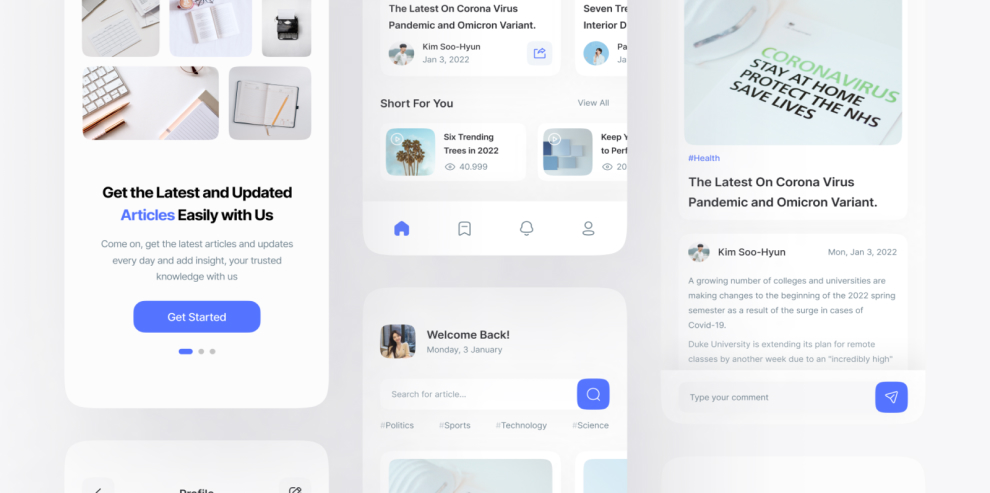 Get the Latest and Updated
Articles Easily with Us
Come on, get the latest articles and updates
every day and add insight, your trusted
knowledge with us
Get Started
Profile
The Latest On Corona Virus
Pandemic and Omicron Variant.
Kim Soo-Hyun
Jan 3, 2022
Seven Tre
Interior D
Pa
Ja
Short For You
View All
Six Trending
Trees in 2022
40.999
Keep Y
to Perf
20
Welcome Back!
Monday, 3 January
Search for article...
#Politics
#Sports
#Technology
#Science
CORONAVIRUS
STAY AT HOME
PROTECT THE NHS
SAVE LIVES
#Health
The Latest On Corona Virus
Pandemic and Omicron Variant.
Kim Soo-Hyun
Mon, Jan 3, 2022
A growing number of colleges and universities are
making changes to the beginning of the 2022 spring
semester as a result of the surge in cases of
Covid-19.
Duke University is extending its plan for remote
classes by another week due to an "incredibly high"
Type your comment